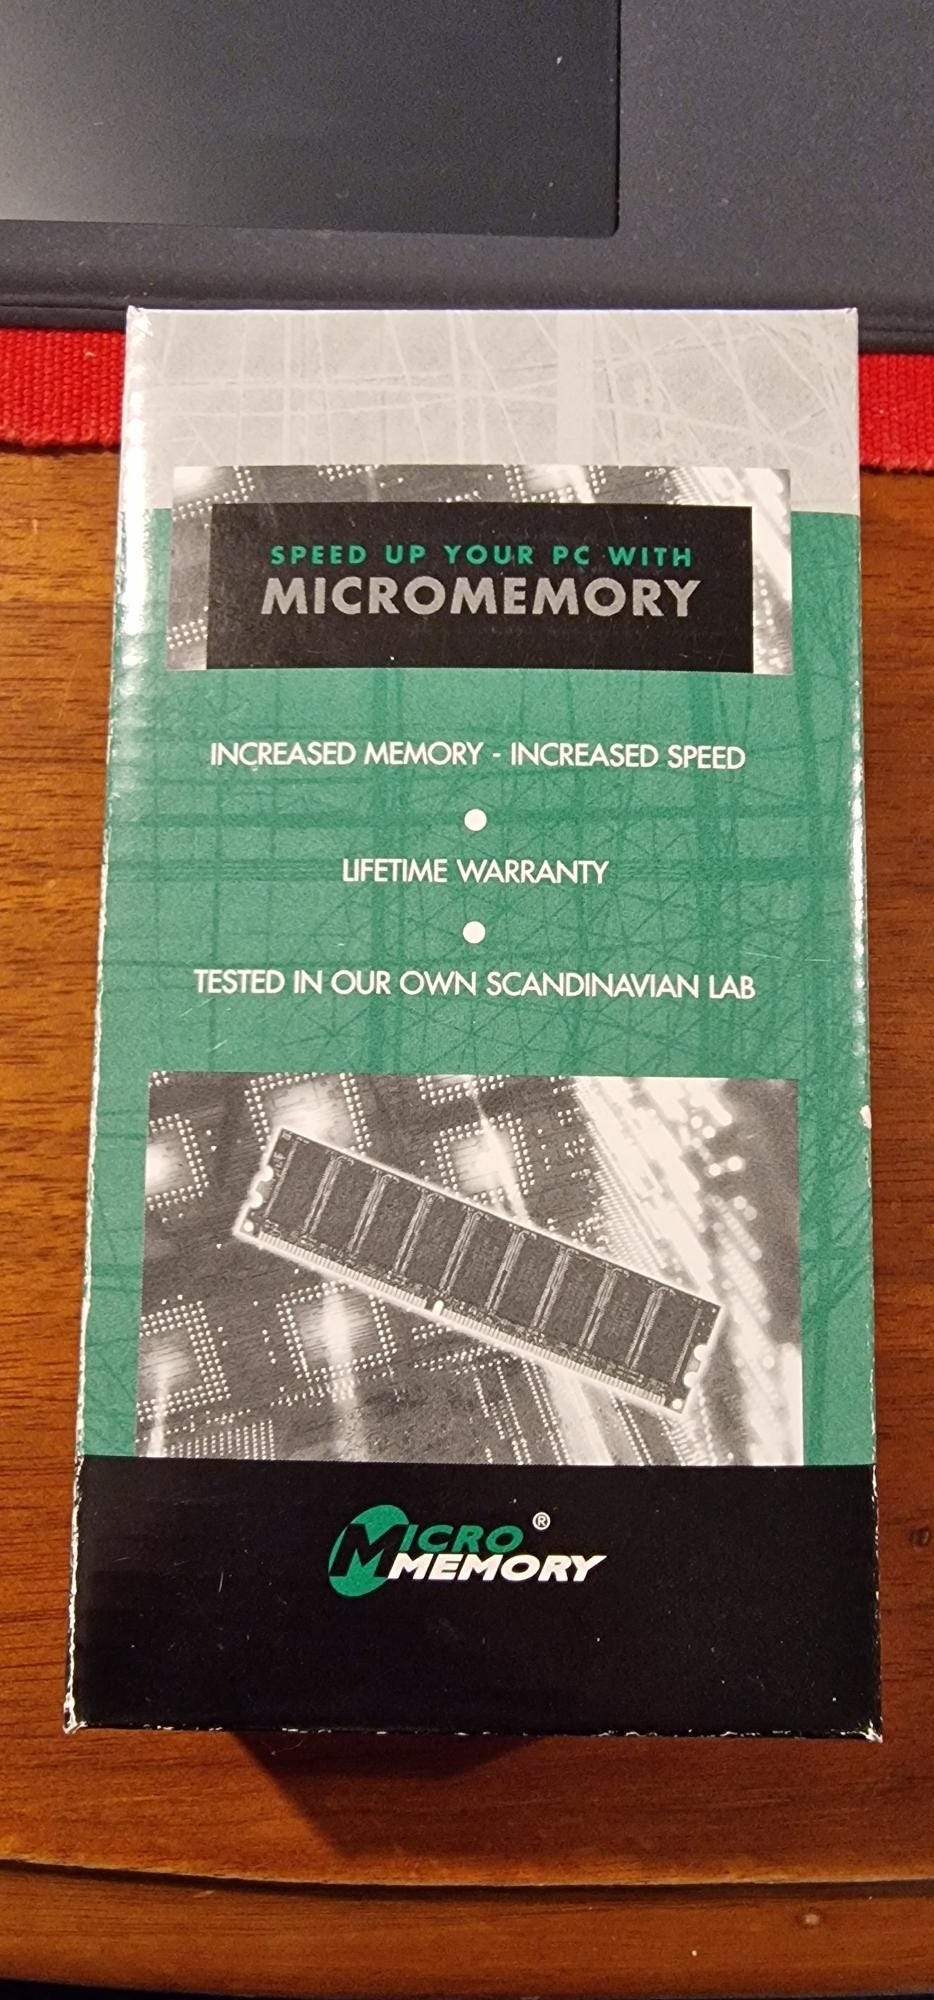 SPEED UP YOUR PC WITH
MICROMEMORY
INCREASED MEMORY - INCREASED SPEED
LIFETIME WARRANTY
TESTED IN OUR OWN SCANDINAVIAN LAB
MICRO ®
MEMORY